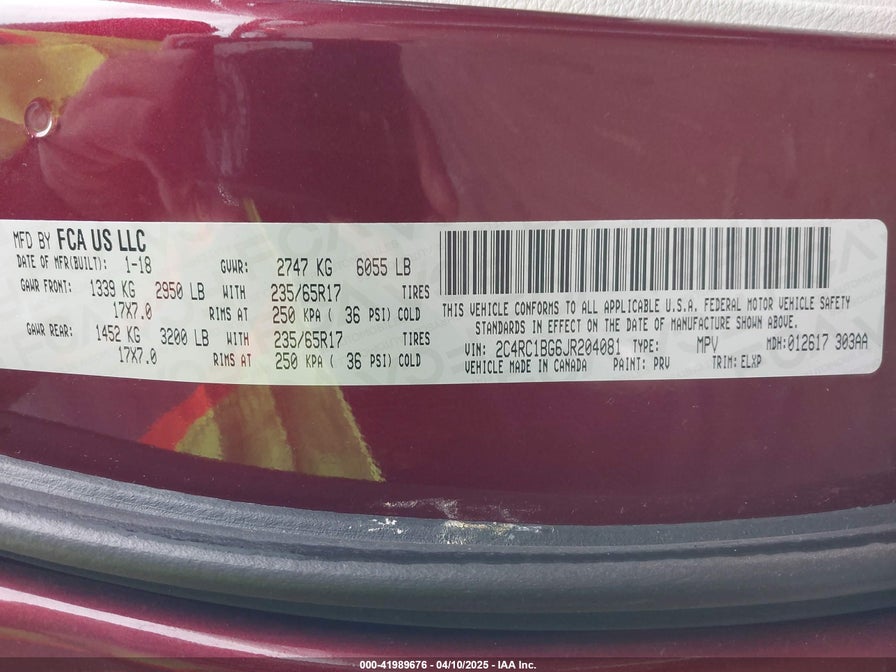 MFD BY FCA US LLC
DATE OF MFR(BUILT): 1-18 GVWR: 2747 KG 6055 LB
GAWR FRONT: 1339 KG 2950 LB WITH 235/65R17 TIRES
17X7.0 RIMS AT 250 KPA ( 36 PSI) COLD
GAWR REAR: 1452 KG 3200 LB WITH 235/65R17 TIRES
17X7.0 RIMS AT 250 KPA ( 36 PSI) COLD
THIS VEHICLE CONFORMS TO ALL APPLICABLE U.S.A. FEDERAL MOTOR VEHICLE SAFETY
STANDARDS IN EFFECT ON THE DATE OF MANUFACTURE SHOWN ABOVE.
VIN: 2C4RC1BG6JR204081 TYPE: MPV MDH:012617 303AA
VEHICLE MADE IN CANADA PAINT: PRV TRIM: ELXP
000-41989676 - 04/10/2025 - IAA Inc.